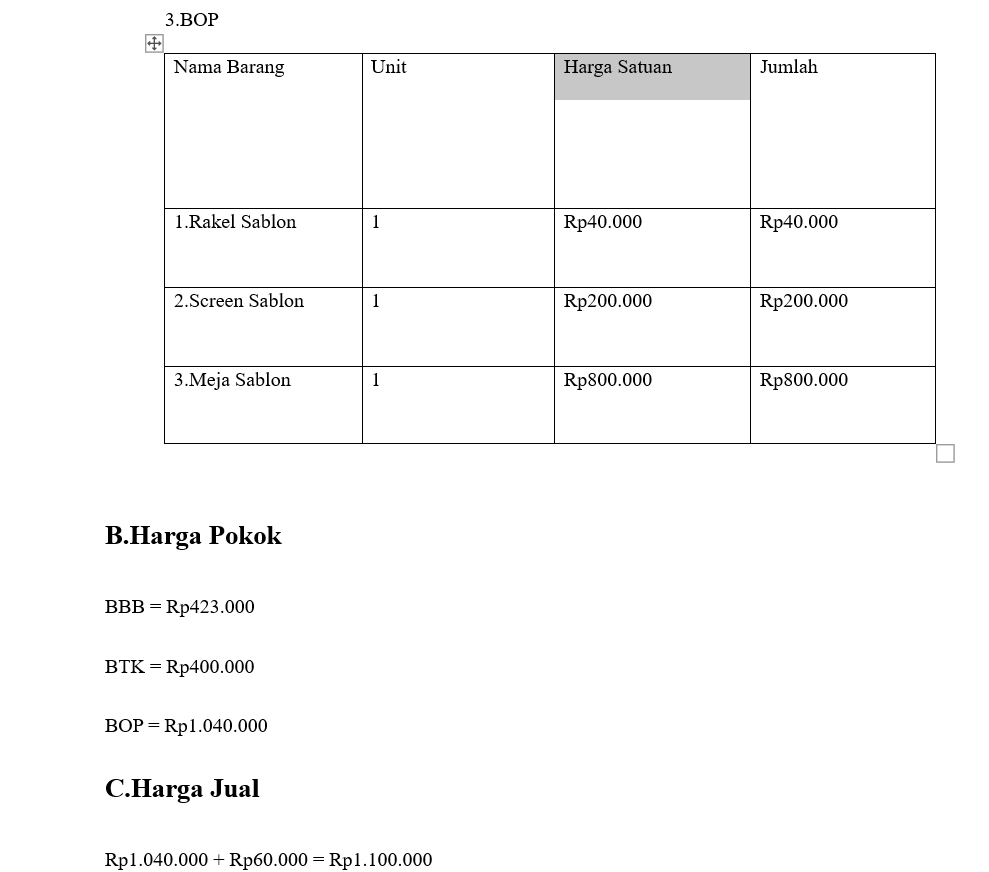 3.BOP
Nama Barang Unit Harga Satuan Jumlah
1.Rakel Sablon 1 Rp40.000 Rp40.000
2.Screen Sablon 1 Rp200.000 Rp200.000
3.Meja Sablon 1 Rp800.000 Rp800.000
B.Harga Pokok
BBB = Rp423.000
BTK = Rp400.000
BOP = Rp1.040.000
C.Harga Jual
Rp1.040.000 + Rp60.000 = Rp1.100.000